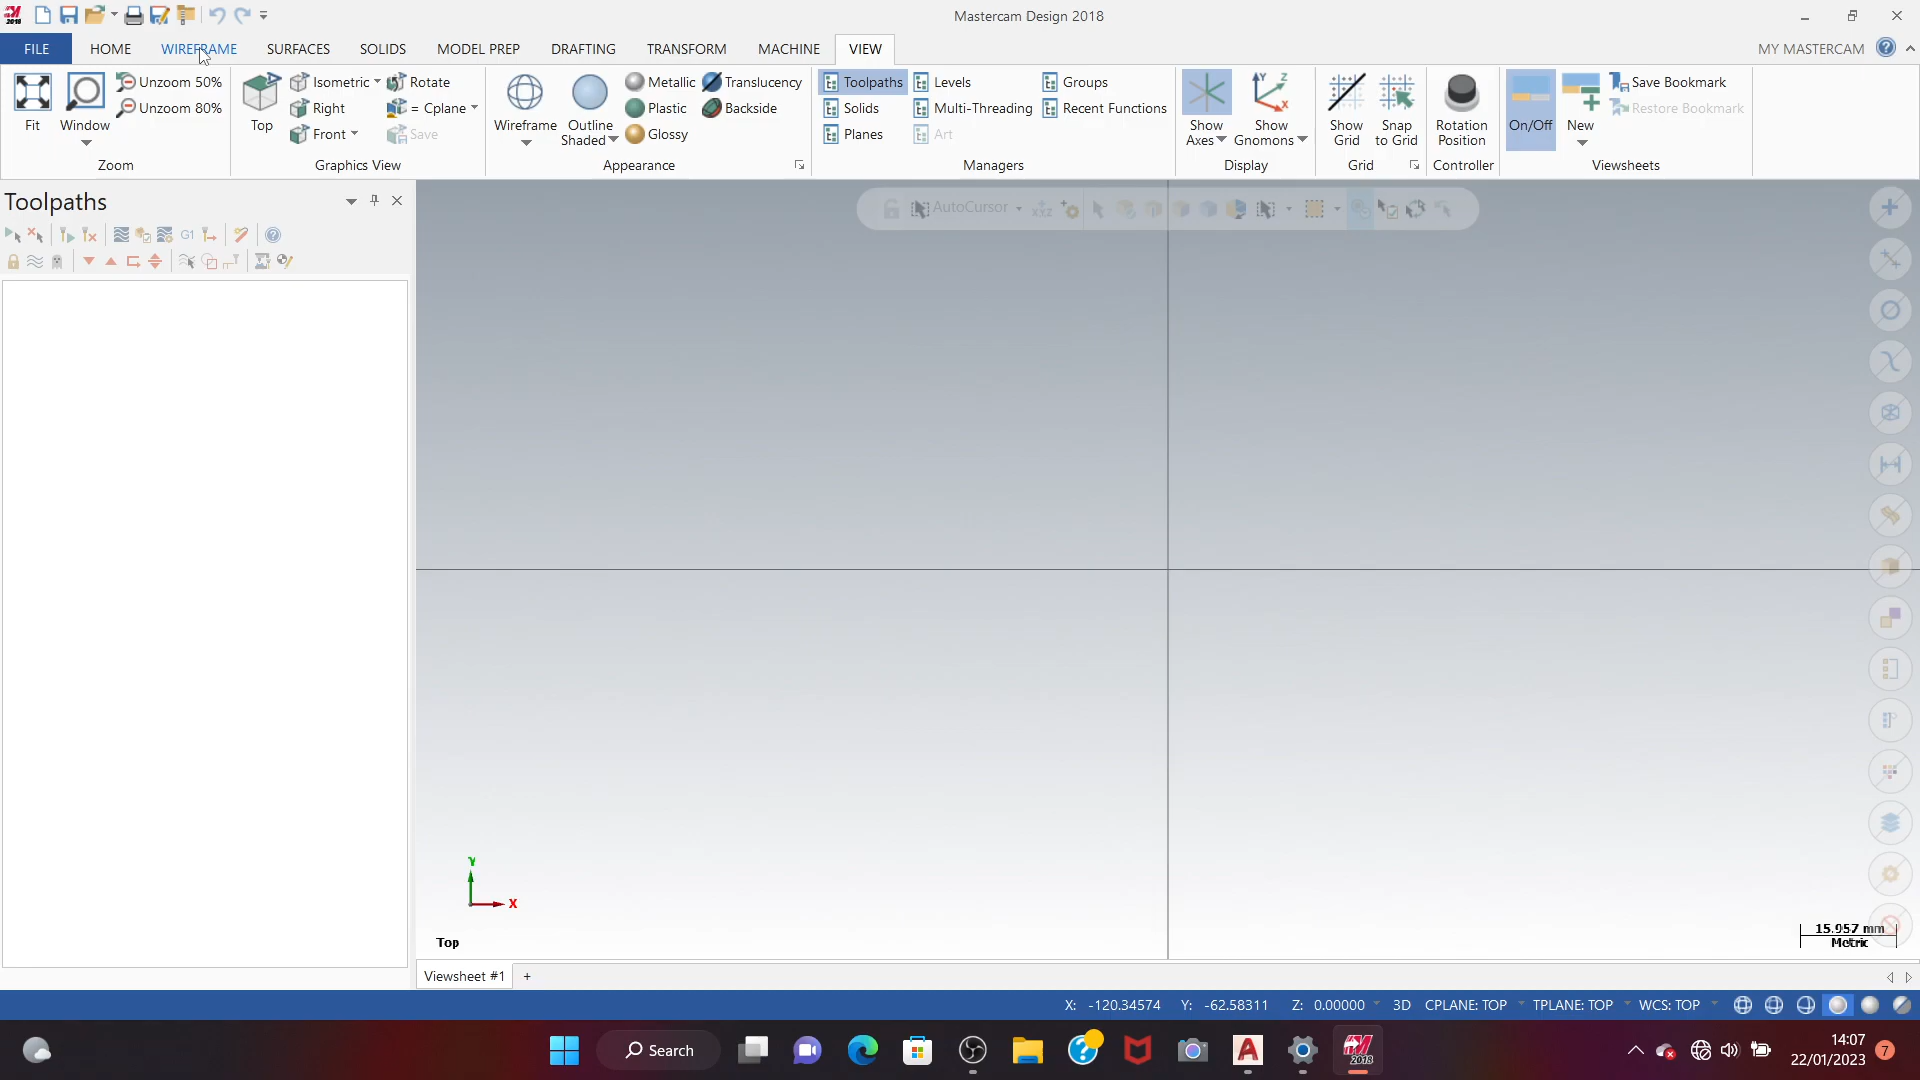 Mastercam Design 2018
FILE HOME WIREFRAME SURFACES SOLIDS MODEL PREP DRAFTING TRANSFORM MACHINE VIEW MY MASTERCAM
Fit
Window
Unzoom 50%
Unzoom 80%
Zoom
Top
Isometric
Right
Front
Rotate
= Cplane
Save
Graphics View
Wireframe
Outline
Shaded
Metallic
Plastic
Glossy
Translucency
Backside
Appearance
Toolpaths
Solids
Planes
Levels
Multi-Threading
Art
Groups
Recent Functions
Managers
Show
Axes
Show
Gnomons
Display
Show
Grid
Snap
to Grid
Grid
Rotation
Position
Controller
On/Off
New
Save Bookmark
Restore Bookmark
Viewsheets
Toolpaths
G1
AutoCursor
XYZ
Y
X
Top
15.957 mm
Metric
Viewsheet #1 +
X: -120.34574 Y: -62.58311 Z: 0.00000 3D CPLANE: TOP TPLANE: TOP WCS: TOP
Search
2018
14:07
22/01/2023
7